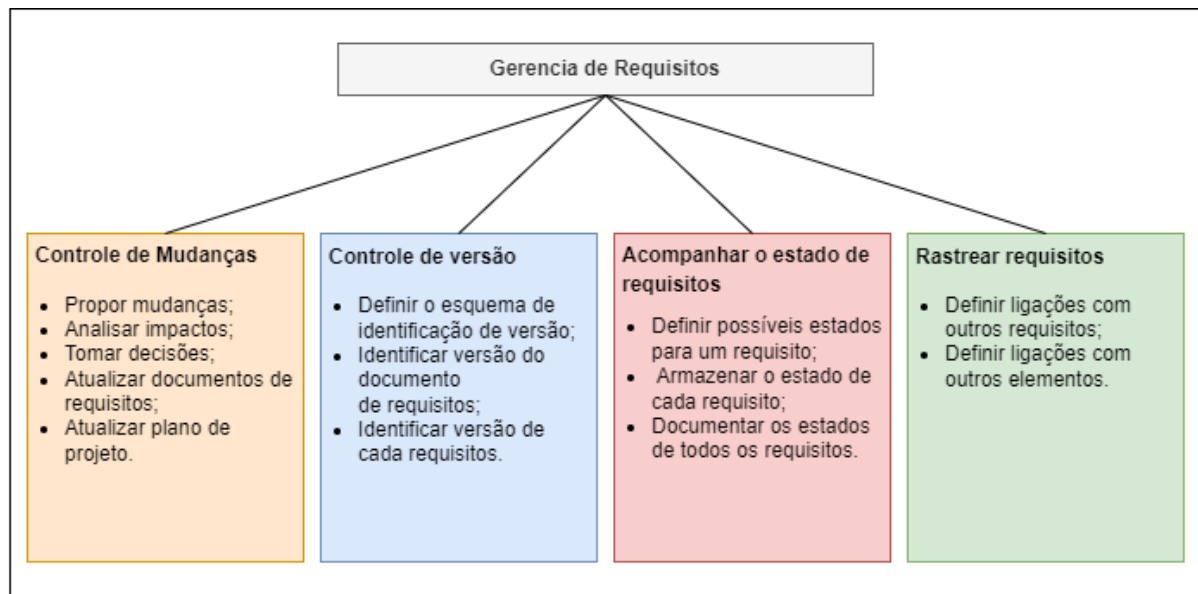 Gerencia de Requisitos
Controle de Mudanças
• Propor mudanças;
• Analisar impactos;
• Tomar decisões;
• Atualizar documentos de
requisitos;
• Atualizar plano de
projeto.
Controle de versão
• Definir o esquema de
identificação de versão;
• Identificar versão do
documento
de requisitos;
• Identificar versão de
cada requisitos.
Acompanhar o estado de
requisitos
• Definir possíveis estados
para um requisito;
• Armazenar o estado de
cada requisito;
• Documentar os estados
de todos os requisitos.
Rastrear requisitos
• Definir ligações com
outros requisitos;
• Definir ligações com
outros elementos.